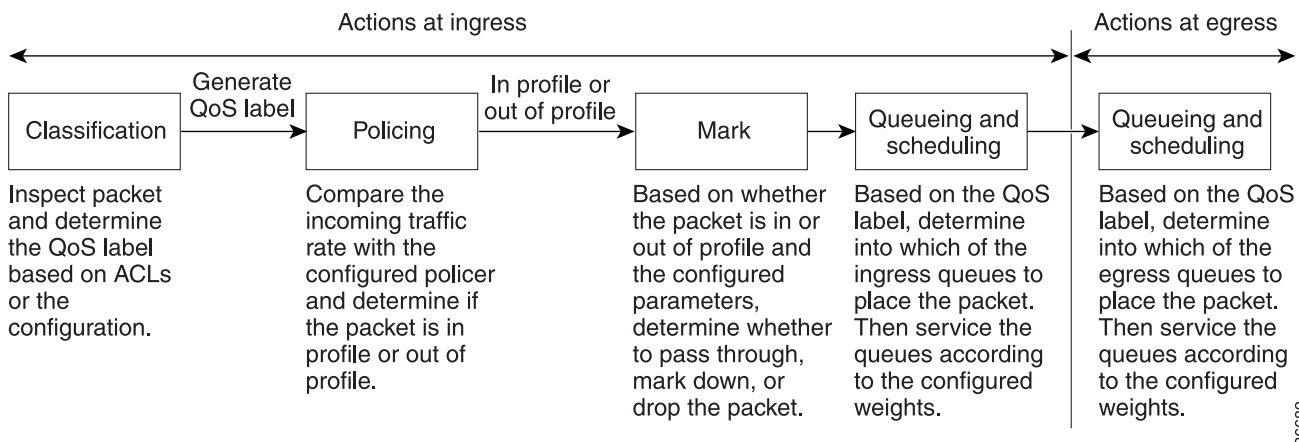 Actions at ingress
Actions at egress
Generate
QoS label
In profile or
out of profile
Classification
Policing
Mark
Queueing and
scheduling
Queueing and
scheduling
Inspect packet
and determine
the QoS label
based on ACLs
or the
configuration.
Compare the
incoming traffic
rate with the
configured policer
and determine if
the packet is in
profile or out of
profile.
Based on whether
the packet is in or
out of profile and
the configured
parameters,
determine whether
to pass through,
mark down, or
drop the packet.
Based on the QoS
label, determine
into which of the
ingress queues to
place the packet.
Then service the
queues according
to the configured
weights.
Based on the QoS
label, determine
into which of the
egress queues to
place the packet.
Then service the
queues according
to the configured
weights.